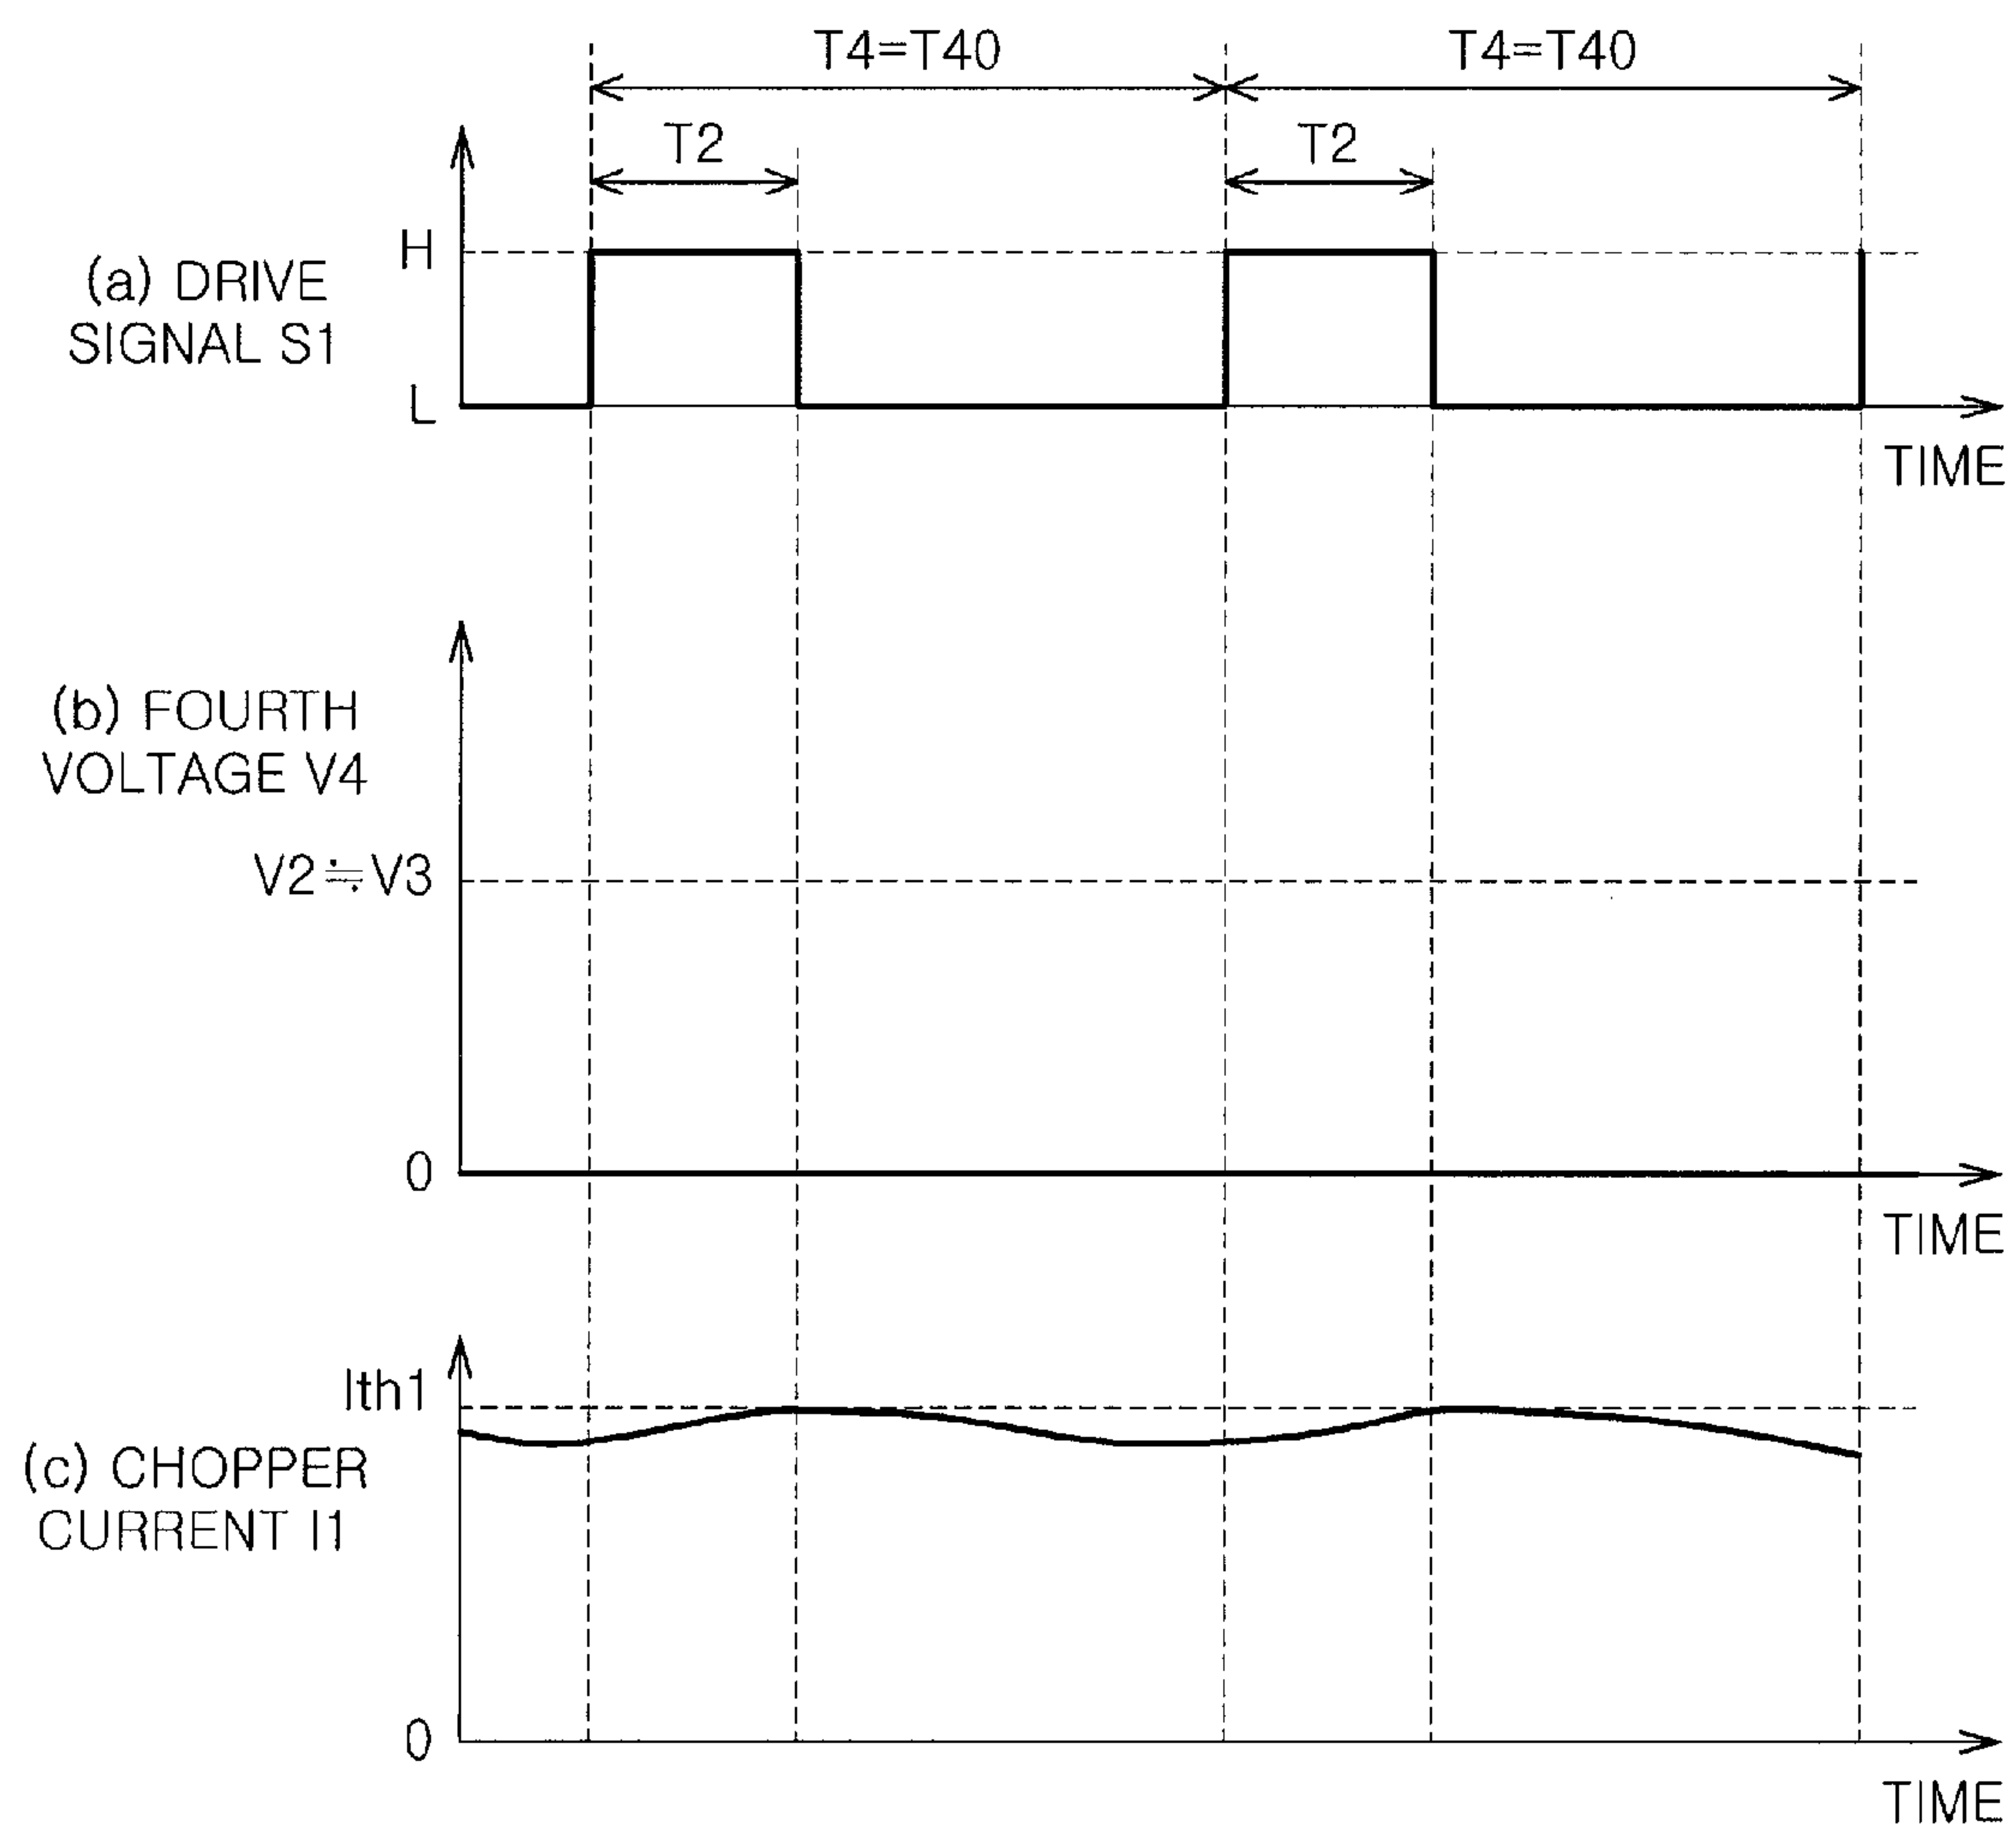 T4=T40 T4=T40
T2 T2
H
(a) DRIVE
SIGNAL S1
L
TIME
(b) FOURTH
VOLTAGE V4
V2≒V3
0
TIME
Ith1
(c) CHOPPER
CURRENT I1
0
TIME